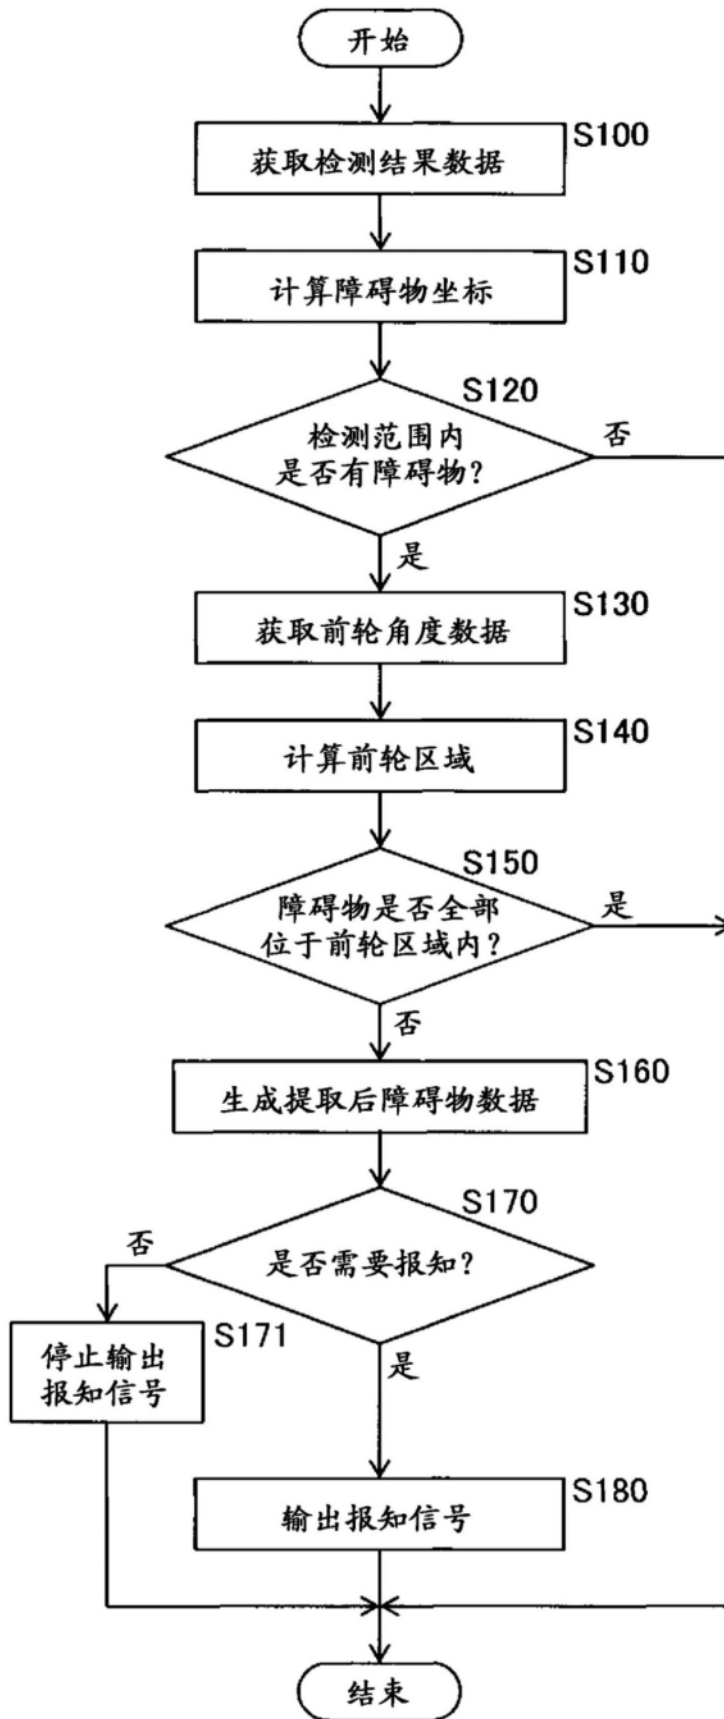 开始
S100
获取检测结果数据
S110
计算障碍物坐标
S120
检测范围内
是否有障碍物?
否
是
S130
获取前轮角度数据
S140
计算前轮区域
S150
障碍物是否全部
位于前轮区域内?
是
否
S160
生成提取后障碍物数据
S170
是否需要报知?
否
是
S171
停止输出
报知信号
S180
输出报知信号
结束